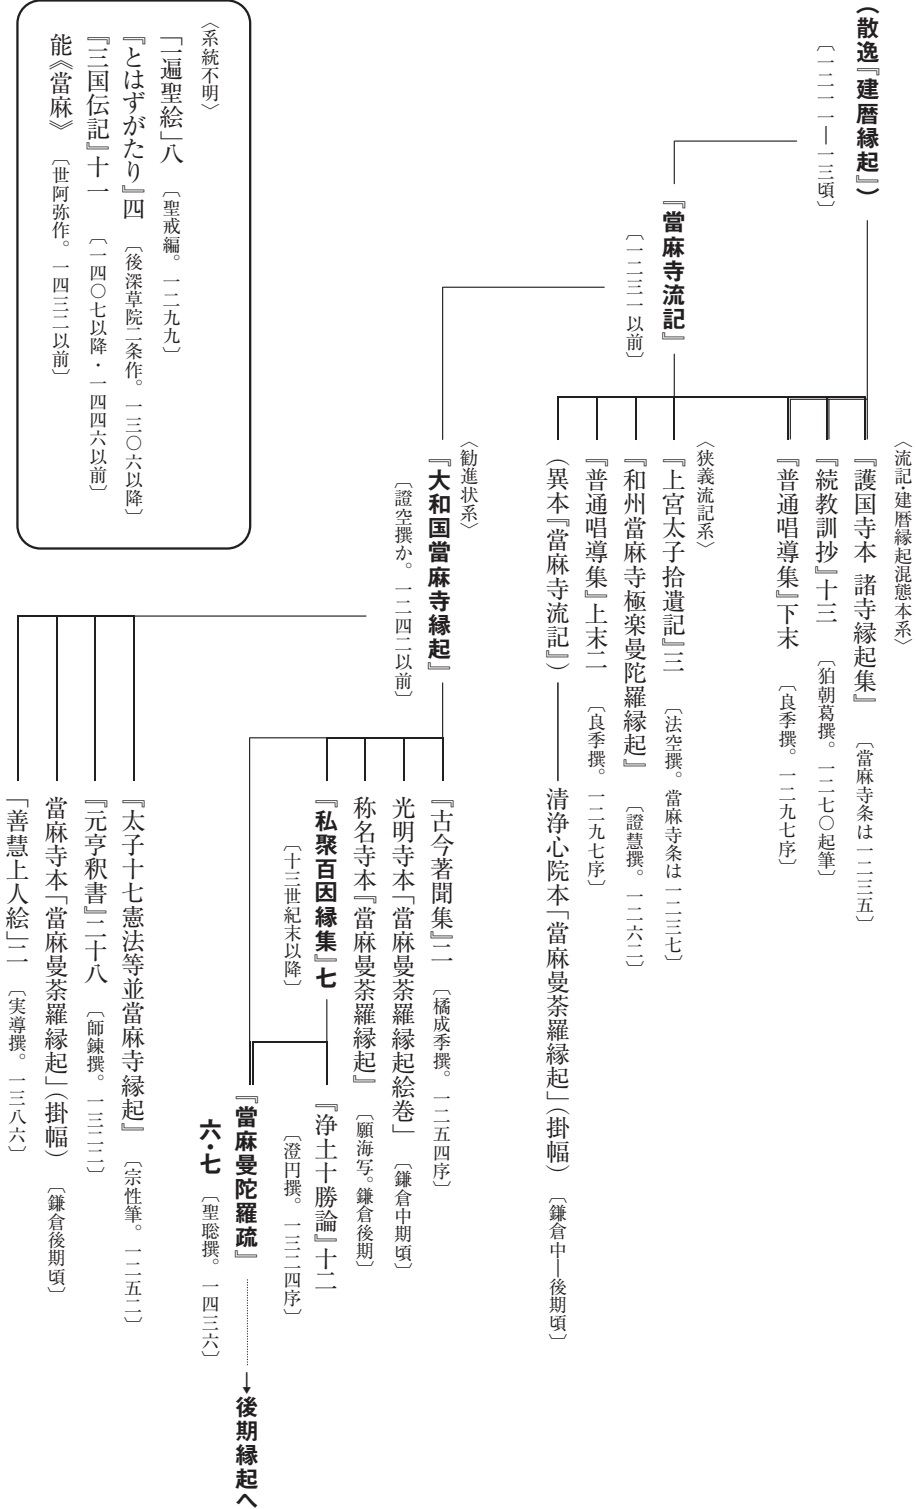 (散逸『建暦縁起』)
〔一二一二―一三頃〕
『當麻寺流記』
〔一二三一以前〕
〈流記・建暦縁起混態本系〉
『護国寺本 諸寺縁起集』〔當麻寺条は一二三五〕
『続教訓抄』十三〔狛朝葛撰。一二七〇起筆〕
『普通唱導集』下末〔良季撰。一二九七序〕
〈狭義流記系〉
『上宮太子拾遺記』三〔法空撰。當麻寺条は一二三七〕
『和州當麻寺極楽曼陀羅縁起』〔證慧撰。一二六二〕
『普通唱導集』上末二〔良季撰。一二九七序〕
(異本『當麻寺流記』)
清浄心院本「當麻曼荼羅縁起」(掛幅)〔鎌倉中―後期頃〕
〈勧進状系〉
『大和国當麻寺縁起』
〔證空撰か。一二四二以前〕
『古今著聞集』二〔橘成季撰。一二五四序〕
光明寺本「當麻曼荼羅縁起絵巻」〔鎌倉中期頃〕
称名寺本『當麻曼荼羅縁起』〔願海写。鎌倉後期〕
『私聚百因縁集』七
〔十三世紀末以降〕
『浄土十勝論』十二
〔澄円撰。一三二四序〕
『當麻曼陀羅疏』
六・七〔聖聡撰。一四三六〕
後期縁起へ
『太子十七憲法等並當麻寺縁起』〔宗性筆。一二五二〕
『元亨釈書』二十八〔師錬撰。一三二二〕
當麻寺本「當麻曼荼羅縁起」(掛幅)〔鎌倉後期頃〕
「善慧上人絵」二〔実導撰。一三八六〕
〈系統不明〉
「一遍聖絵」八〔聖戒編。一二九九〕
『とはずがたり』四〔後深草院二条作。一三〇六以降〕
『三国伝記』十一〔一四〇七以降・一四四六以前〕
能《當麻》〔世阿弥作。一四三二以前〕